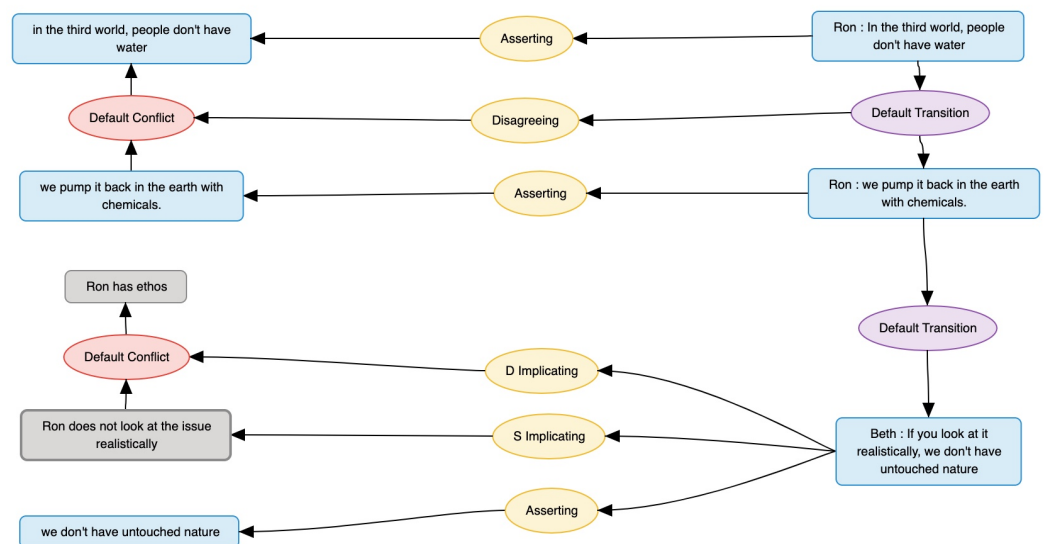 in the third world, people don't have
water
Asserting
Ron : In the third world, people
don't have water
Default Conflict
Disagreeing
Default Transition
we pump it back in the earth with
chemicals.
Asserting
Ron : we pump it back in the earth
with chemicals.
Ron has ethos
Default Transition
Default Conflict
D Implicating
Ron does not look at the issue
realistically
S Implicating
Beth : If you look at it
realistically, we don't have
untouched nature
Asserting
we don't have untouched nature